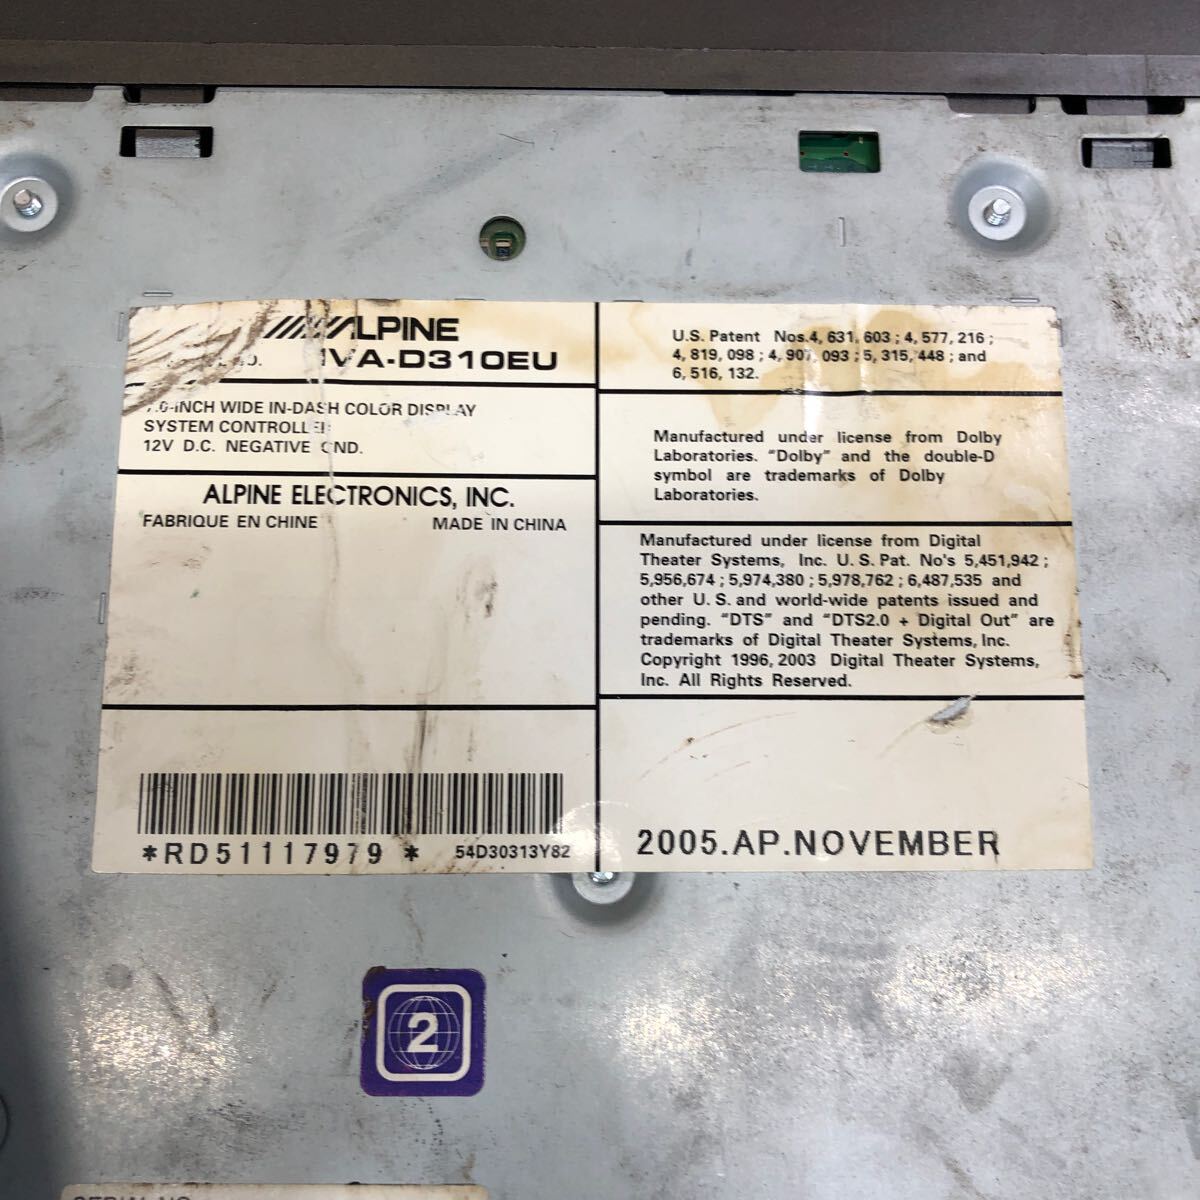 ALPINE
IVA-D310EU
7.0-INCH WIDE IN-DASH COLOR DISPLAY
SYSTEM CONTROLLER
12V D.C. NEGATIVE GND.
ALPINE ELECTRONICS, INC.
FABRIQUE EN CHINE MADE IN CHINA
*RD51117979 * 54D30313Y82
U.S. Patent Nos.4, 631, 603 ; 4, 577, 216 ;
4, 819, 098 ; 4, 907, 093 ; 5, 315, 448 ; and
6, 516, 132.
Manufactured under license from Dolby
Laboratories. "Dolby" and the double-D
symbol are trademarks of Dolby
Laboratories.
Manufactured under license from Digital
Theater Systems, Inc. U. S. Pat. No's 5,451,942 ;
5,956,674 ; 5,974,380 ; 5,978,762 ; 6,487,535 and
other U. S. and world-wide patents issued and
pending. "DTS" and "DTS2.0 + Digital Out" are
trademarks of Digital Theater Systems, Inc.
Copyright 1996, 2003 Digital Theater Systems,
Inc. All Rights Reserved.
2005.AP.NOVEMBER
2
SERIAL NO.